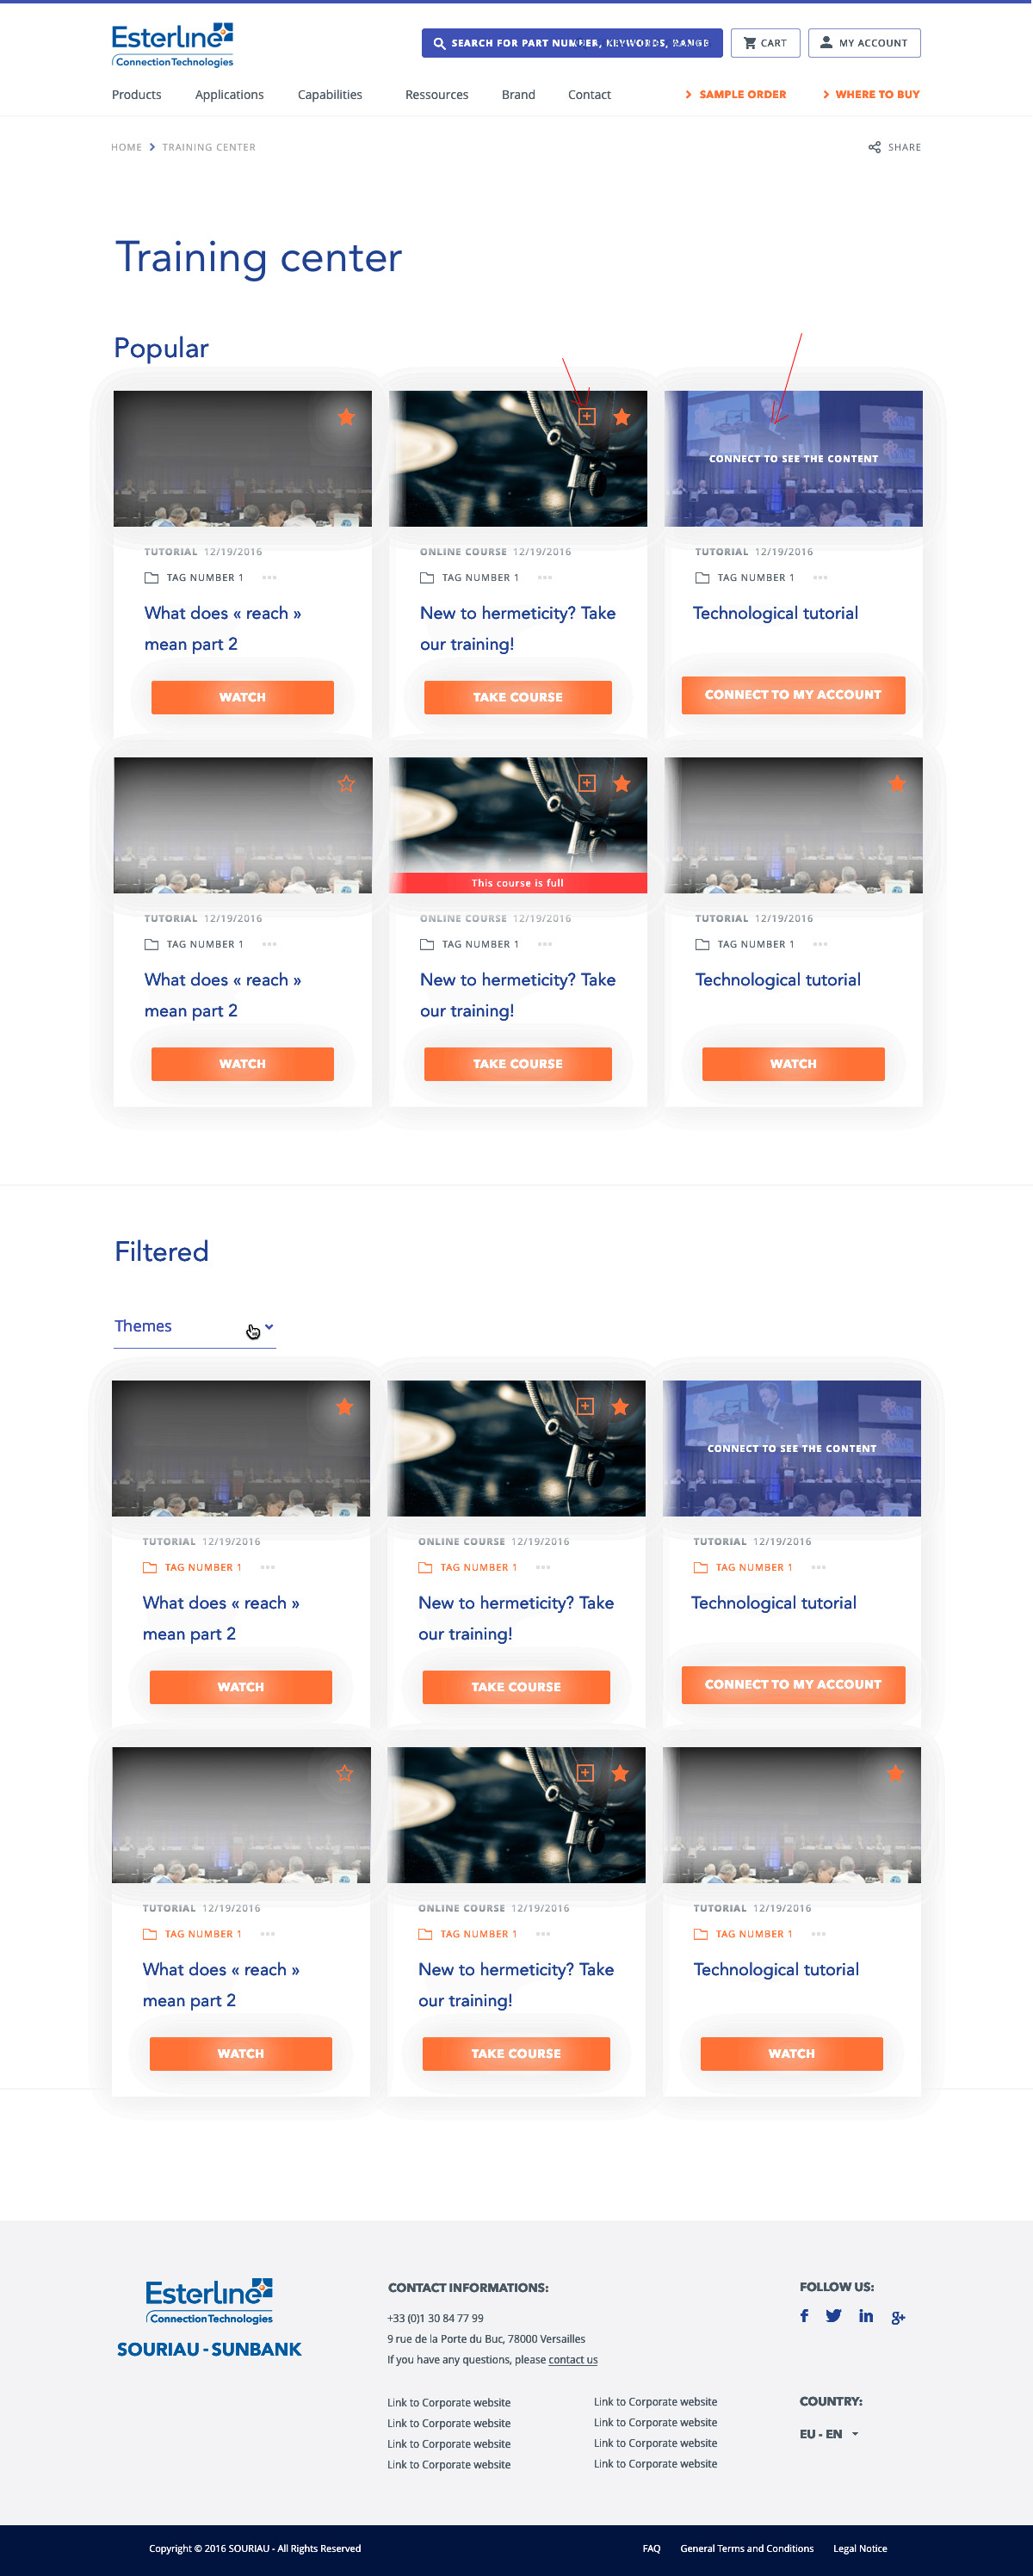 Esterline
Connection Technologies
SEARCH FOR PART NUMBER, KEYWORDS, RANGE
CART
MY ACCOUNT
Products
Applications
Capabilities
Ressources
Brand
Contact
SAMPLE ORDER
WHERE TO BUY
HOME
TRAINING CENTER
SHARE
Training center
Popular
CONNECT TO SEE THE CONTENT
TUTORIAL 12/19/2016
TAG NUMBER 1
What does « reach »
mean part 2
WATCH
ONLINE COURSE 12/19/2016
TAG NUMBER 1
New to hermeticity? Take
our training!
TAKE COURSE
TUTORIAL 12/19/2016
TAG NUMBER 1
Technological tutorial
CONNECT TO MY ACCOUNT
This course is full
TUTORIAL 12/19/2016
TAG NUMBER 1
What does « reach »
mean part 2
WATCH
ONLINE COURSE 12/19/2016
TAG NUMBER 1
New to hermeticity? Take
our training!
TAKE COURSE
TUTORIAL 12/19/2016
TAG NUMBER 1
Technological tutorial
WATCH
Filtered
Themes
CONNECT TO SEE THE CONTENT
TUTORIAL 12/19/2016
TAG NUMBER 1
What does « reach »
mean part 2
WATCH
ONLINE COURSE 12/19/2016
TAG NUMBER 1
New to hermeticity? Take
our training!
TAKE COURSE
TUTORIAL 12/19/2016
TAG NUMBER 1
Technological tutorial
CONNECT TO MY ACCOUNT
TUTORIAL 12/19/2016
TAG NUMBER 1
What does « reach »
mean part 2
WATCH
ONLINE COURSE 12/19/2016
TAG NUMBER 1
New to hermeticity? Take
our training!
TAKE COURSE
TUTORIAL 12/19/2016
TAG NUMBER 1
Technological tutorial
WATCH
Esterline
Connection Technologies
SOURIAU - SUNBANK
CONTACT INFORMATIONS:
+33 (0)1 30 84 77 99
9 rue de la Porte du Buc, 78000 Versailles
If you have any questions, please contact us
Link to Corporate website
Link to Corporate website
Link to Corporate website
Link to Corporate website
Link to Corporate website
Link to Corporate website
Link to Corporate website
Link to Corporate website
FOLLOW US:
COUNTRY:
EU - EN
Copyright © 2016 SOURIAU - All Rights Reserved
FAQ
General Terms and Conditions
Legal Notice